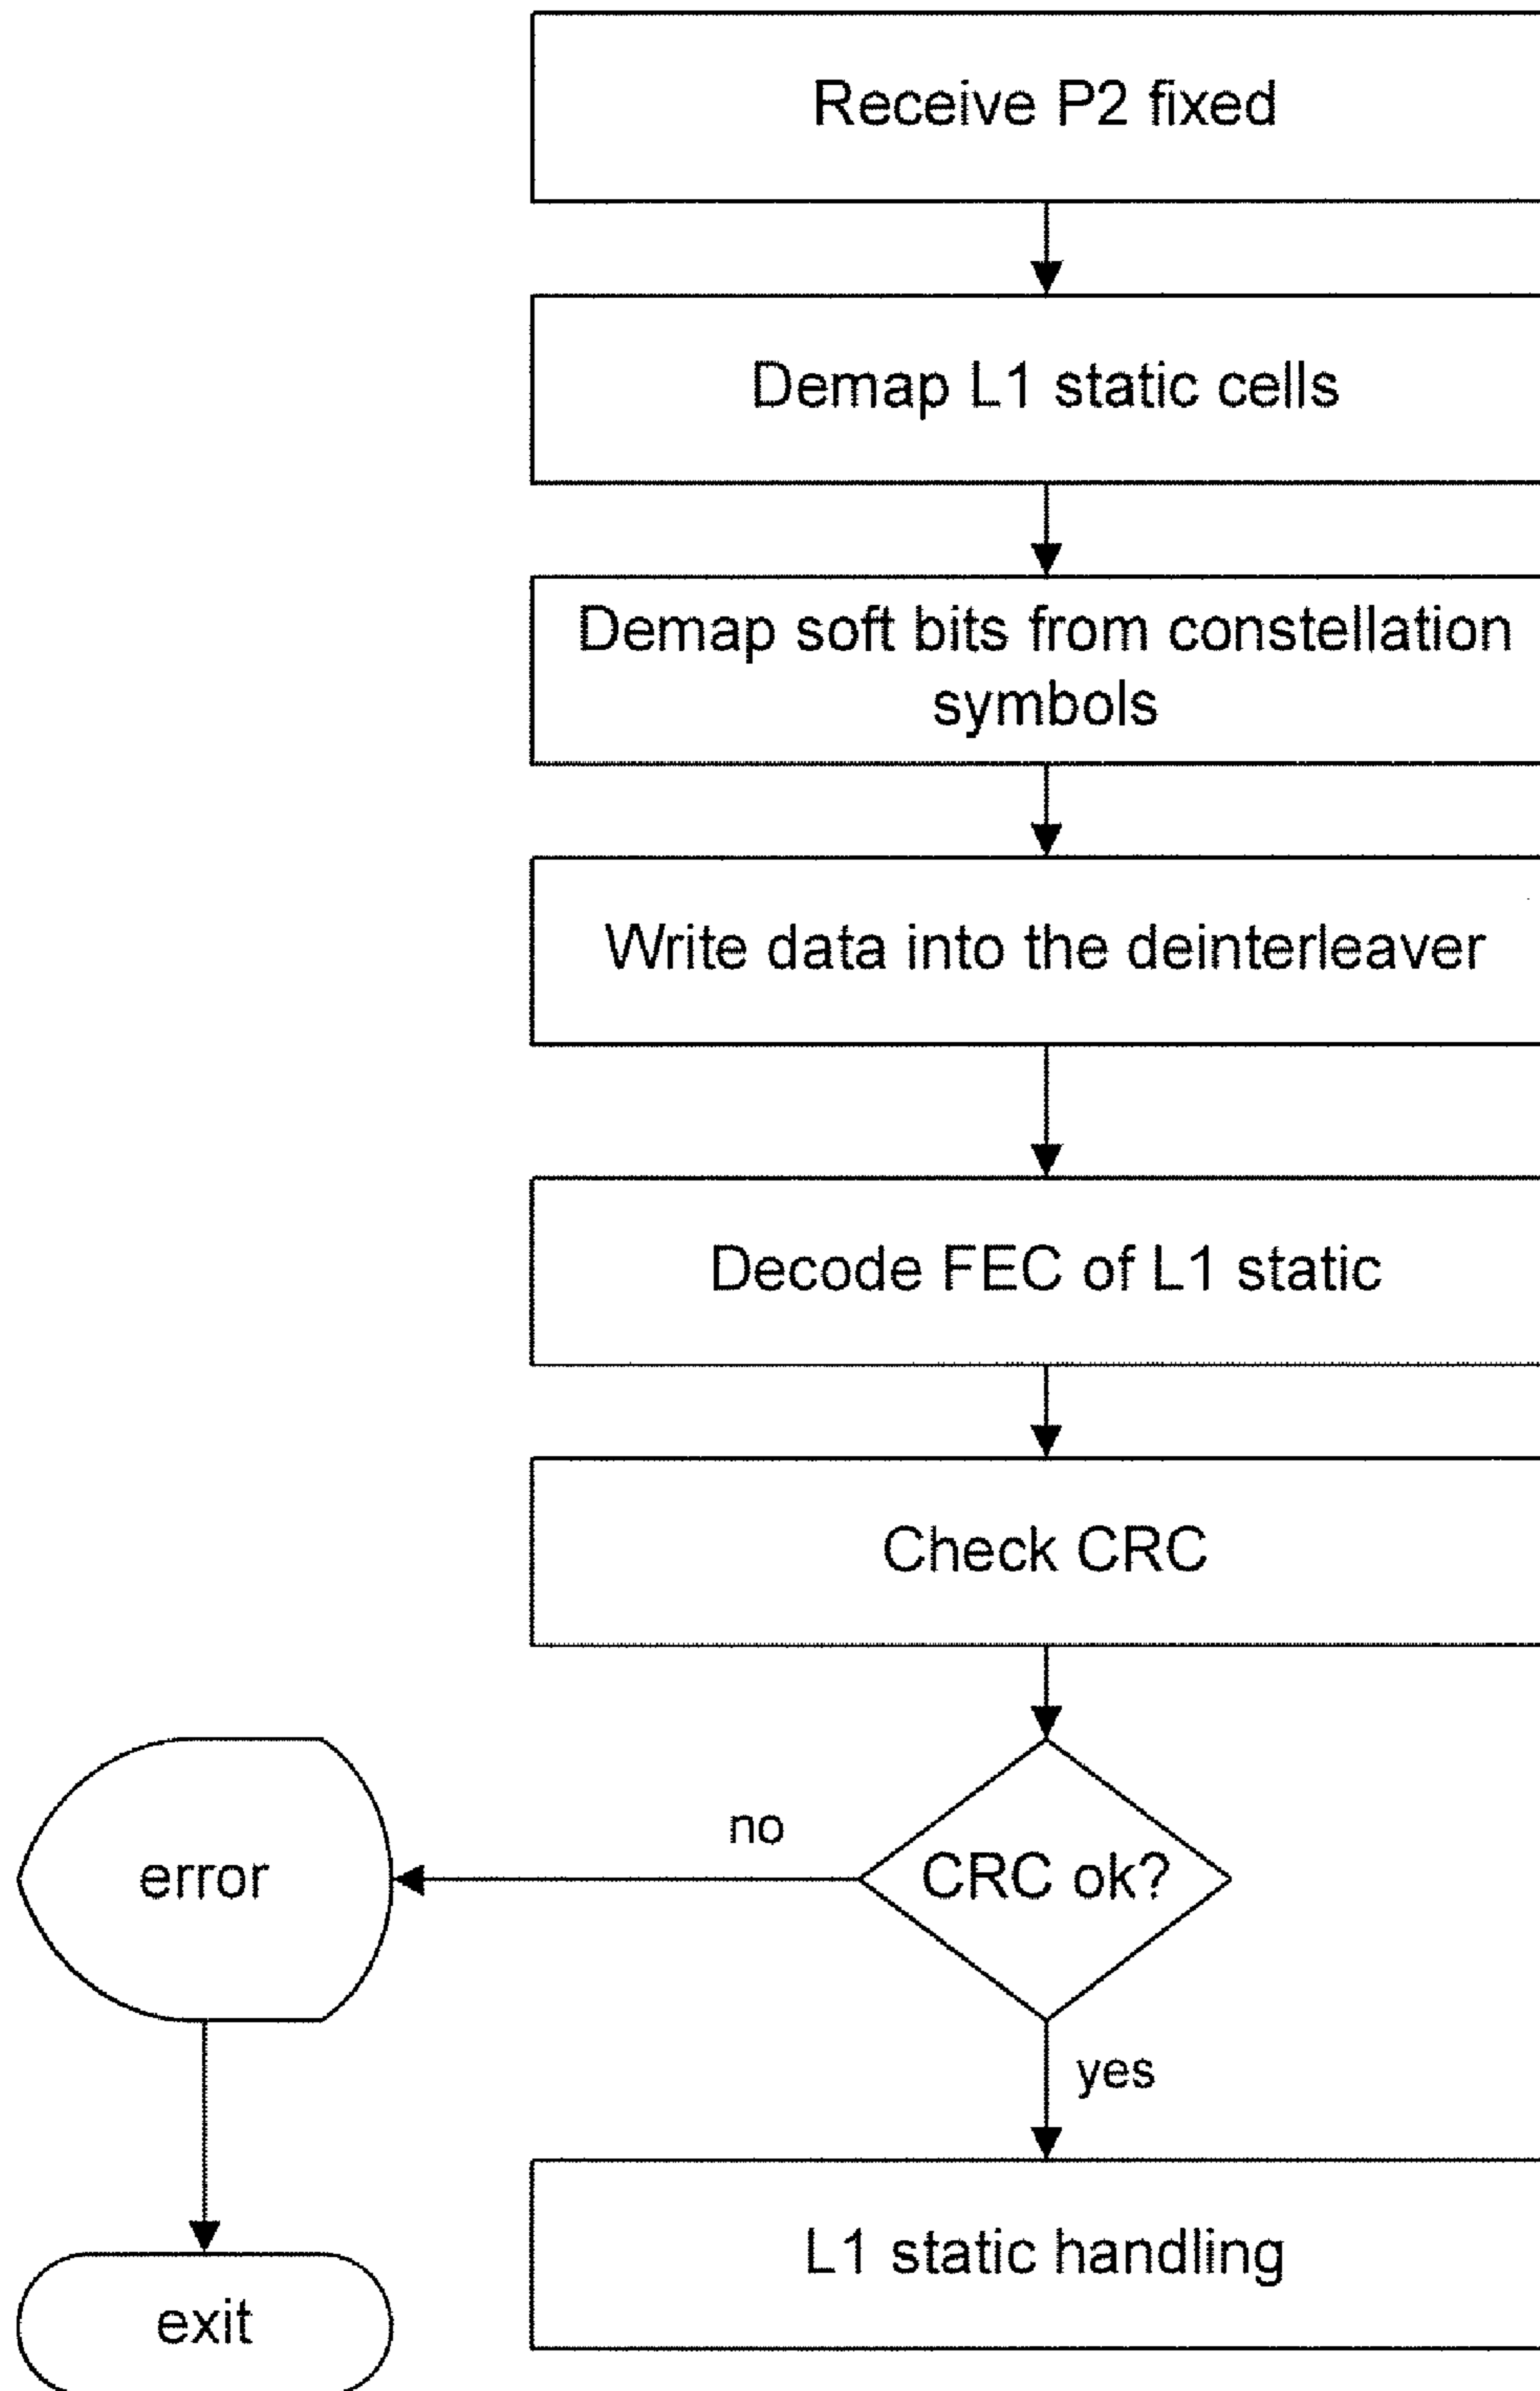 Receive P2 fixed
Demap L1 static cells
Demap soft bits from constellation
symbols
Write data into the deinterleaver
Decode FEC of L1 static
Check CRC
no
error
CRC ok?
yes
L1 static handling
exit